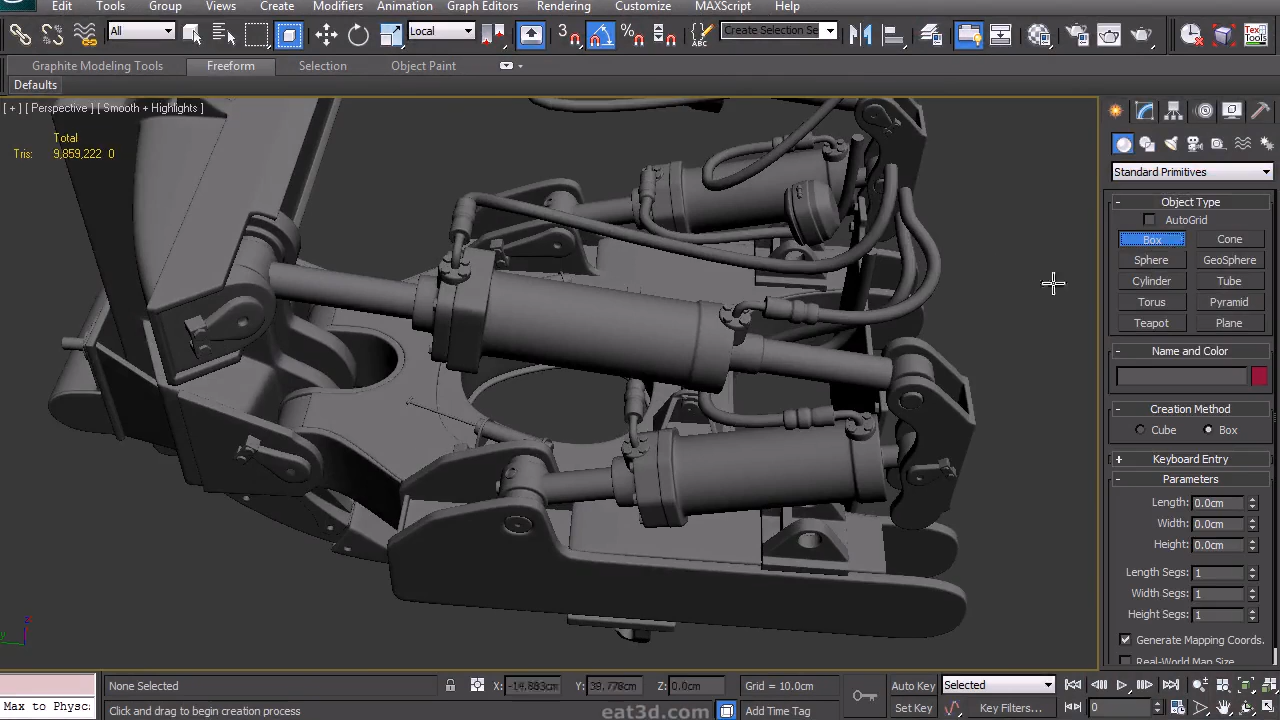 Edit Tools Group Views Create Modifiers Animation Graph Editors Rendering Customize MAXScript Help
All Local 3 % ABC Create Selection Se
Graphite Modeling Tools Freeform Selection Object Paint
Defaults
[ + ] [ Perspective ] [ Smooth + Highlights ]
Total
Tris: 9,859,222 0
Standard Primitives
- Object Type
AutoGrid
Box Cone
Sphere GeoSphere
Cylinder Tube
Torus Pyramid
Teapot Plane
- Name and Color
- Creation Method
Cube Box
+ Keyboard Entry
- Parameters
Length: 0.0cm
Width: 0.0cm
Height: 0.0cm
Length Segs: 1
Width Segs: 1
Height Segs: 1
Generate Mapping Coords.
Real-World Map Size
z
y
None Selected X: -14.883cm Y: 39.778cm Z: 0.0cm Grid = 10.0cm Auto Key Selected
Max to Physc Click and drag to begin creation process eat3d.com Add Time Tag Set Key Key Filters... 0